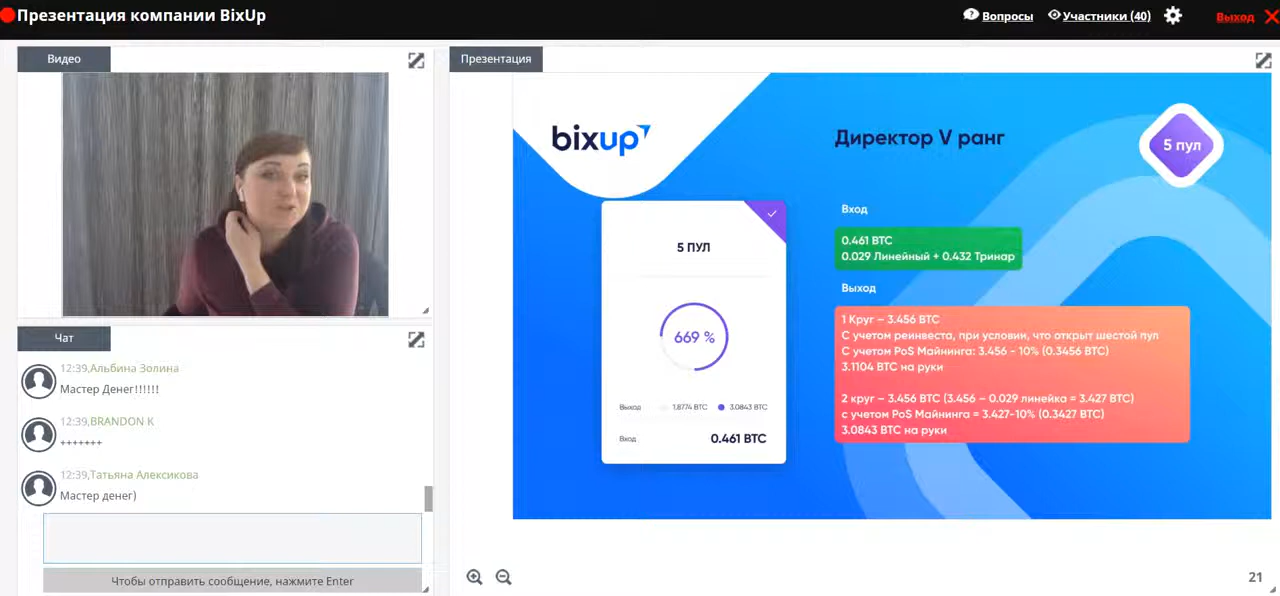 Презентация компании BixUp
Вопросы
Участники (40)
Выход
Видео
Чат
12:39,Альбина Золина
Мастер Денег!!!!!!
12:39,BRANDON K
+++++++
12:39,Татьяна Алексикова
Мастер денег)
Чтобы отправить сообщение, нажмите Enter
Презентация
bixup
Директор V ранг
5 пул
5 ПУЛ
669 %
Выход 1,8774 BTC 3.0843 BTC
Вход 0.461 BTC
Вход
0.461 BTC
0.029 Линейный + 0.432 Тринар
Выход
1 Круг – 3.456 BTC
С учетом реинвеста, при условии, что открыт шестой пул
С учетом PoS Майнинга: 3.456 - 10% (0.3456 BTC)
3.1104 BTC на руки
2 круг – 3.456 BTC (3.456 – 0.029 линейка = 3.427 BTC)
с учетом PoS Майнинга = 3.427-10% (0.3427 BTC)
3.0843 BTC на руки
21